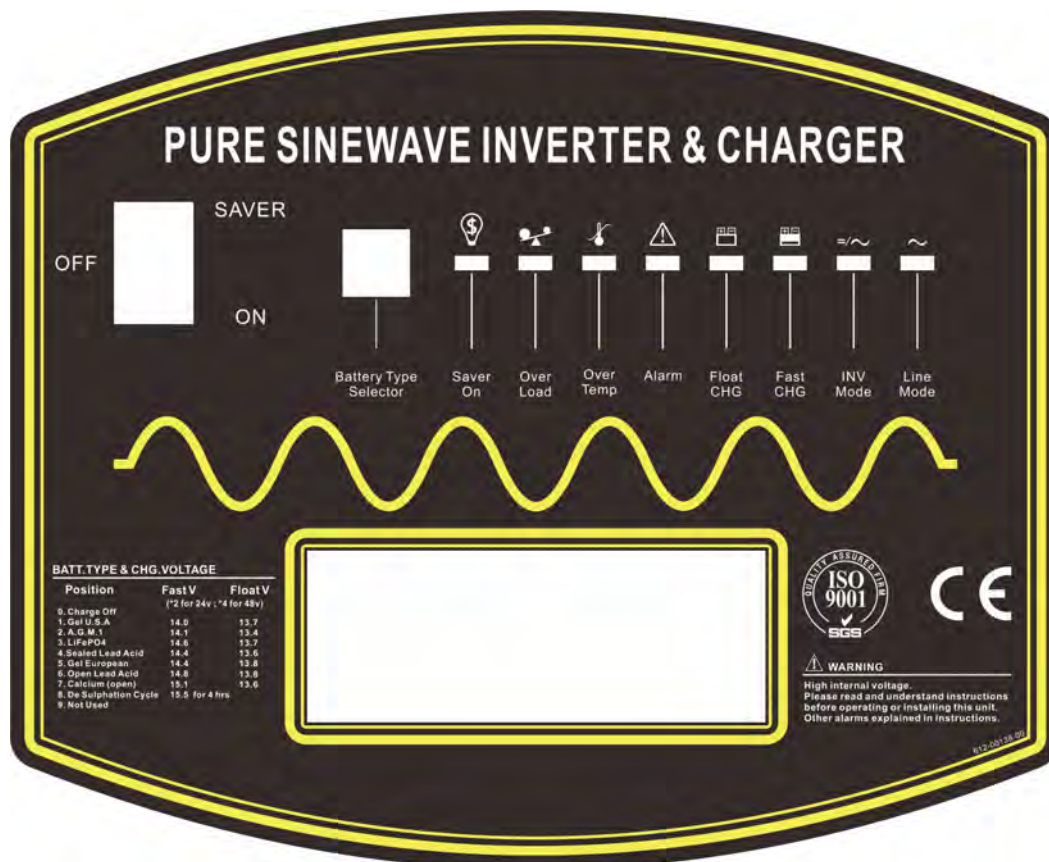 PURE SINEWAVE INVERTER & CHARGER
SAVER
OFF
ON
Battery Type
Selector
Saver
On
Over
Load
Over
Temp
Alarm
Float
CHG
Fast
CHG
INV
Mode
Line
Mode
BATT.TYPE & CHG.VOLTAGE
Position Fast V Float V
(*2 for 24v ; *4 for 48v)
0. Charge Off
1. Gel U.S.A 14.0 13.7
2. A.G.M.1 14.1 13.4
3. LiFePO4 14.6 13.7
4.Sealed Lead Acid 14.4 13.6
5. Gel European 14.4 13.8
6. Open Lead Acid 14.8 13.8
7. Calcium (open) 15.1 13.6
8. De Sulphation Cycle 15.5 for 4 hrs
9. Not Used
QUALITY ASSURED FIRM
ISO
9001
SGS
CE
WARNING
High internal voltage.
Please read and understand instructions
before operating or installing this unit.
Other alarms explained in instructions.
612-00138-00